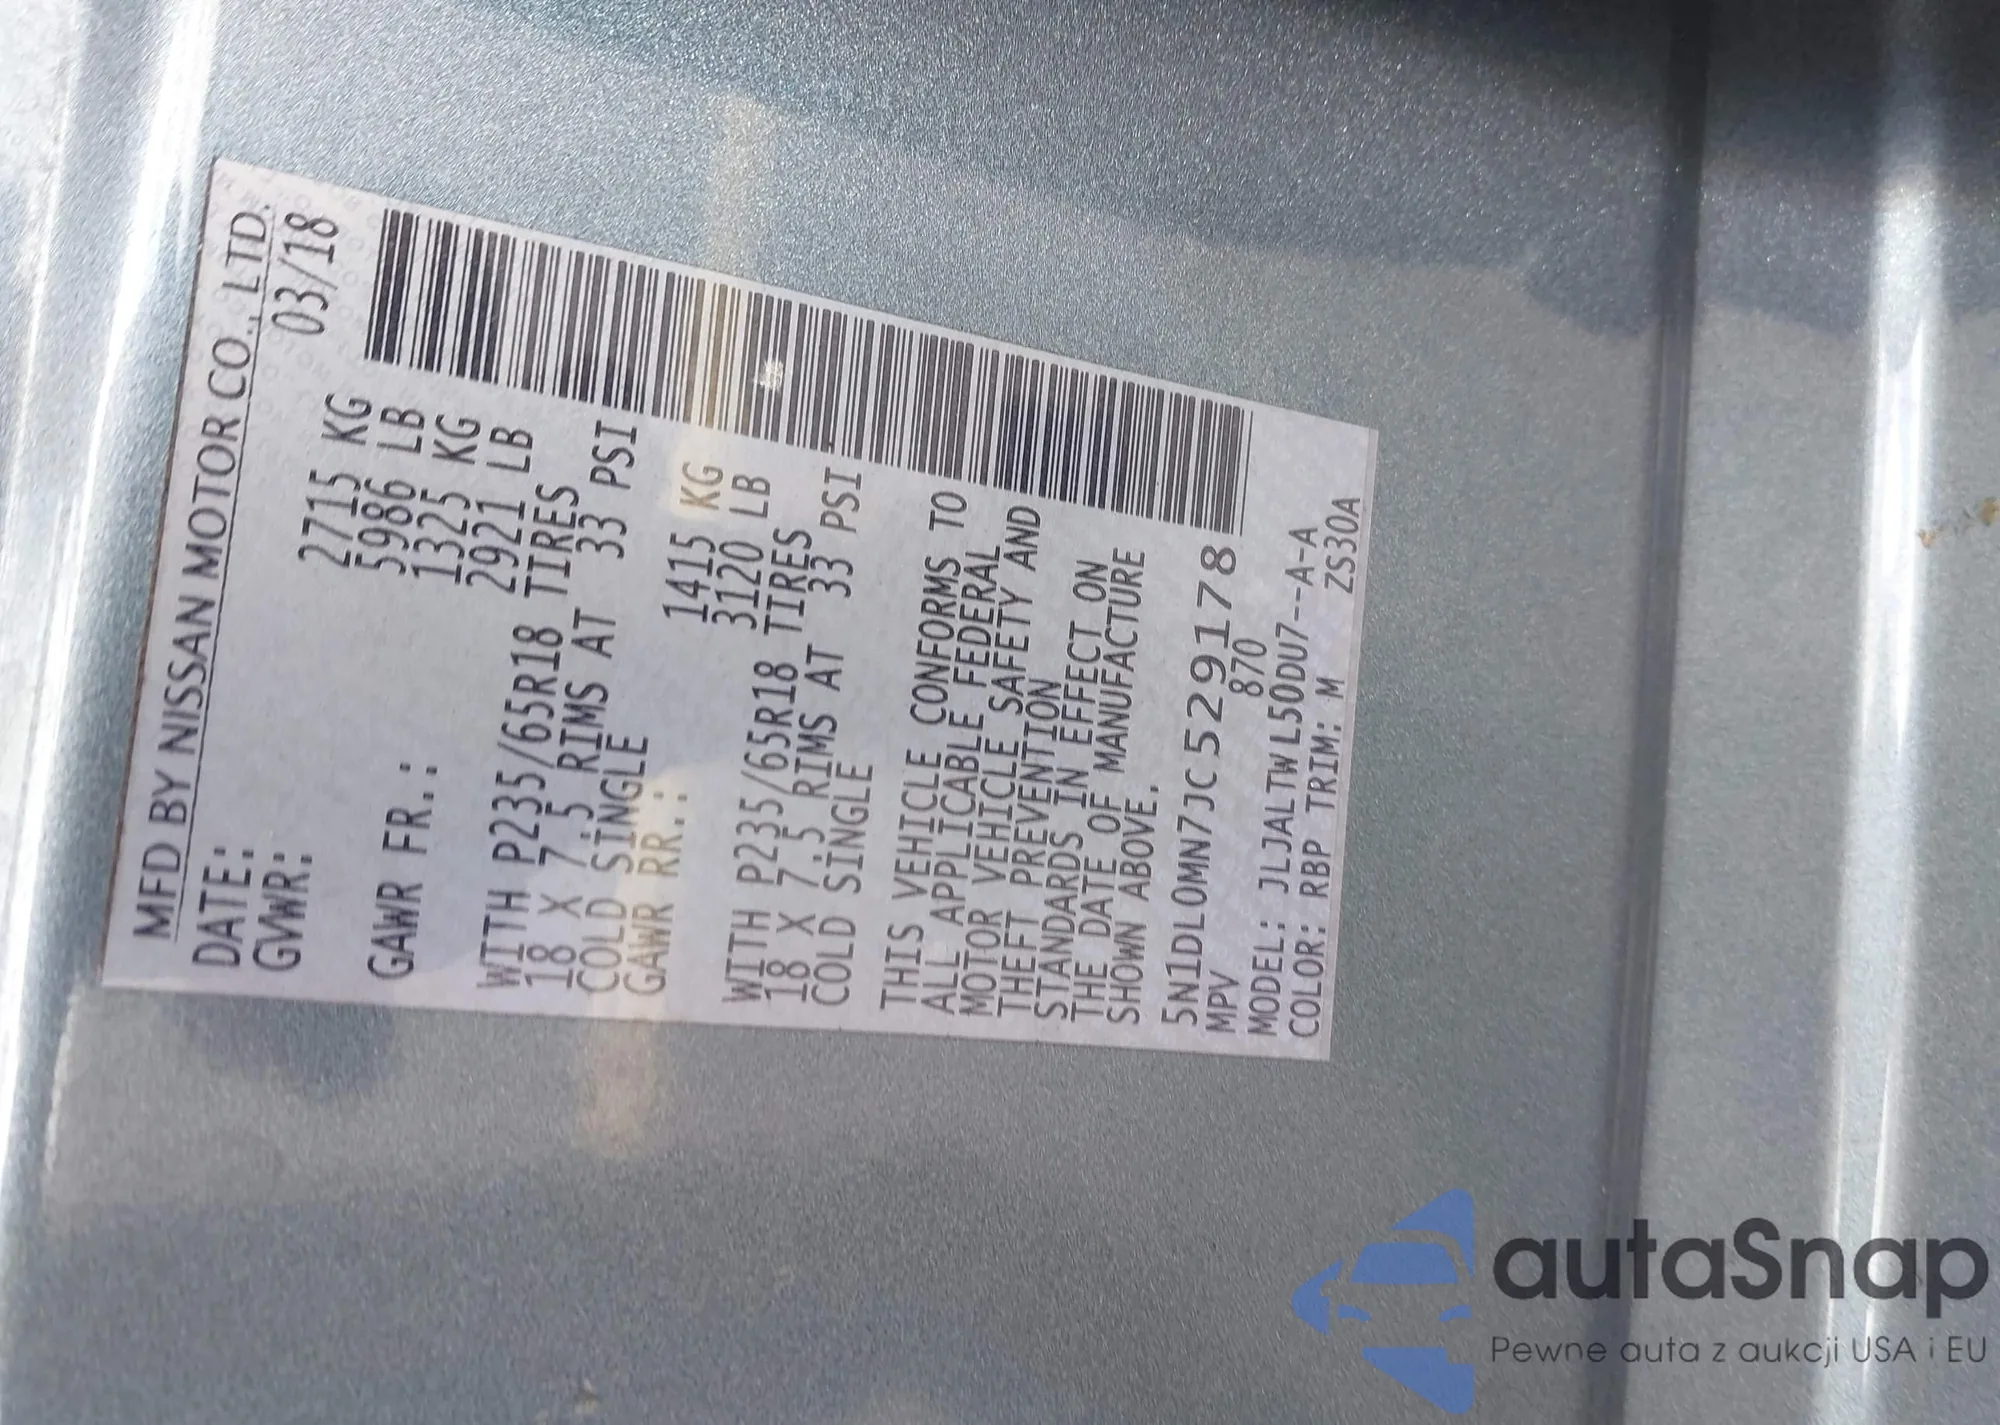 MFD BY NISSAN MOTOR CO., LTD.
DATE: 03/18
GVWR: 2715 KG
5986 LB
GAWR FR.: 1325 KG
2921 LB
WITH P235/65R18 TIRES
18 X 7.5 RIMS AT 33 PSI
COLD SINGLE
GAWR RR.: 1415 KG
3120 LB
WITH P235/65R18 TIRES
18 X 7.5 RIMS AT 33 PSI
COLD SINGLE
THIS VEHICLE CONFORMS TO
ALL APPLICABLE FEDERAL
MOTOR VEHICLE SAFETY AND
THEFT PREVENTION
STANDARDS IN EFFECT ON
THE DATE OF MANUFACTURE
SHOWN ABOVE.
5N1DL0MN7JC529178
MPV 870
MODEL: JLJALTWL50DU7--A-A
COLOR: RBP TRIM: M ZS30A
autaSnap
Pewne auta z aukcji USA i EU